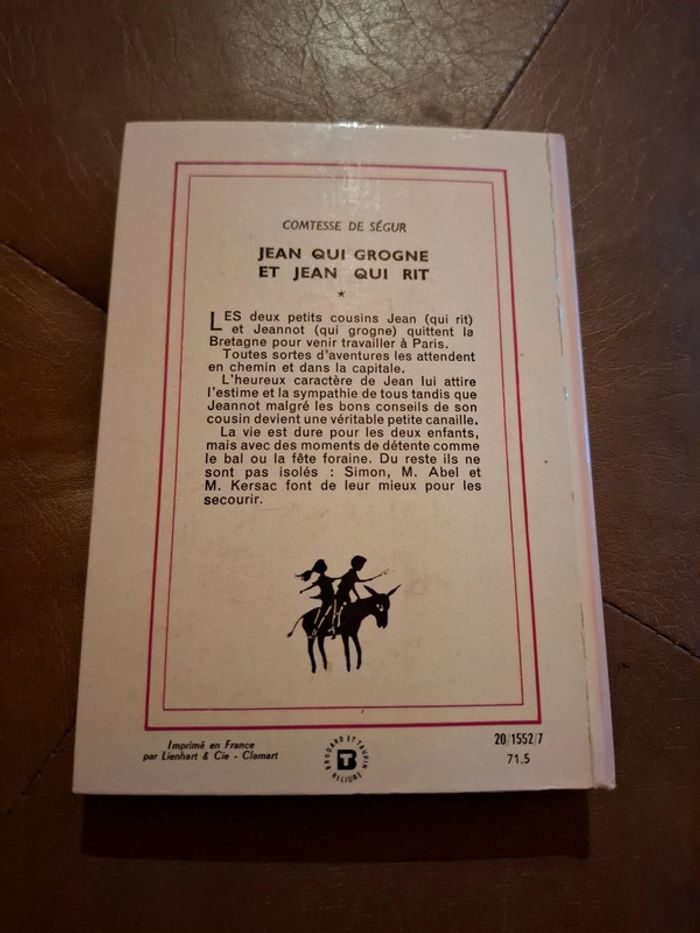 COMTESSE DE SÉGUR
JEAN QUI GROGNE
ET JEAN QUI RIT
*
LES deux petits cousins Jean (qui rit)
et Jeannot (qui grogne) quittent la
Bretagne pour venir travailler à Paris.
Toutes sortes d'aventures les attendent
en chemin et dans la capitale.
L'heureux caractère de Jean lui attire
l'estime et la sympathie de tous tandis que
Jeannot malgré les bons conseils de son
cousin devient une véritable petite canaille.
La vie est dure pour les deux enfants,
mais avec des moments de détente comme
le bal ou la fête foraine. Du reste ils ne
sont pas isolés : Simon, M. Abel et
M. Kersac font de leur mieux pour les
secourir.
Imprimé en France
par Lienhart & Cie - Clamart
BRODARD ET TAUPIN
BT
RELIURE
20/1552/7
71.5